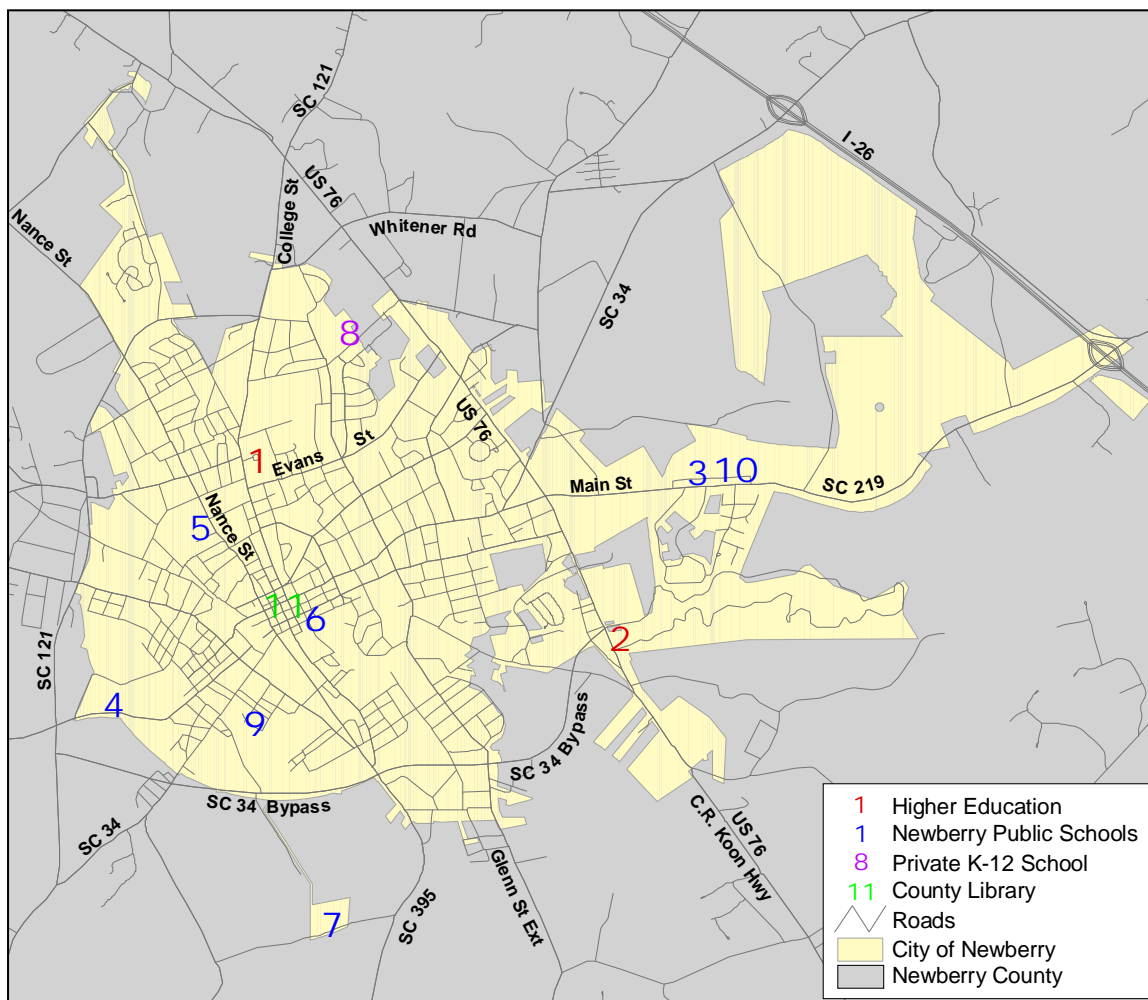 SC 121
I-26
US 76
College St
Nance St
Whitener Rd
SC 34
8
US 76
1
Evans St
3 10
Main St
SC 219
Nance St
5
11
6
2
SC 121
4
9
SC 34 Bypass
SC 34 Bypass
SC 34
US 76
C.R. Koon Hwy
Glenn St Ext
SC 395
7
1 Higher Education
1 Newberry Public Schools
8 Private K-12 School
11 County Library
Roads
City of Newberry
Newberry County